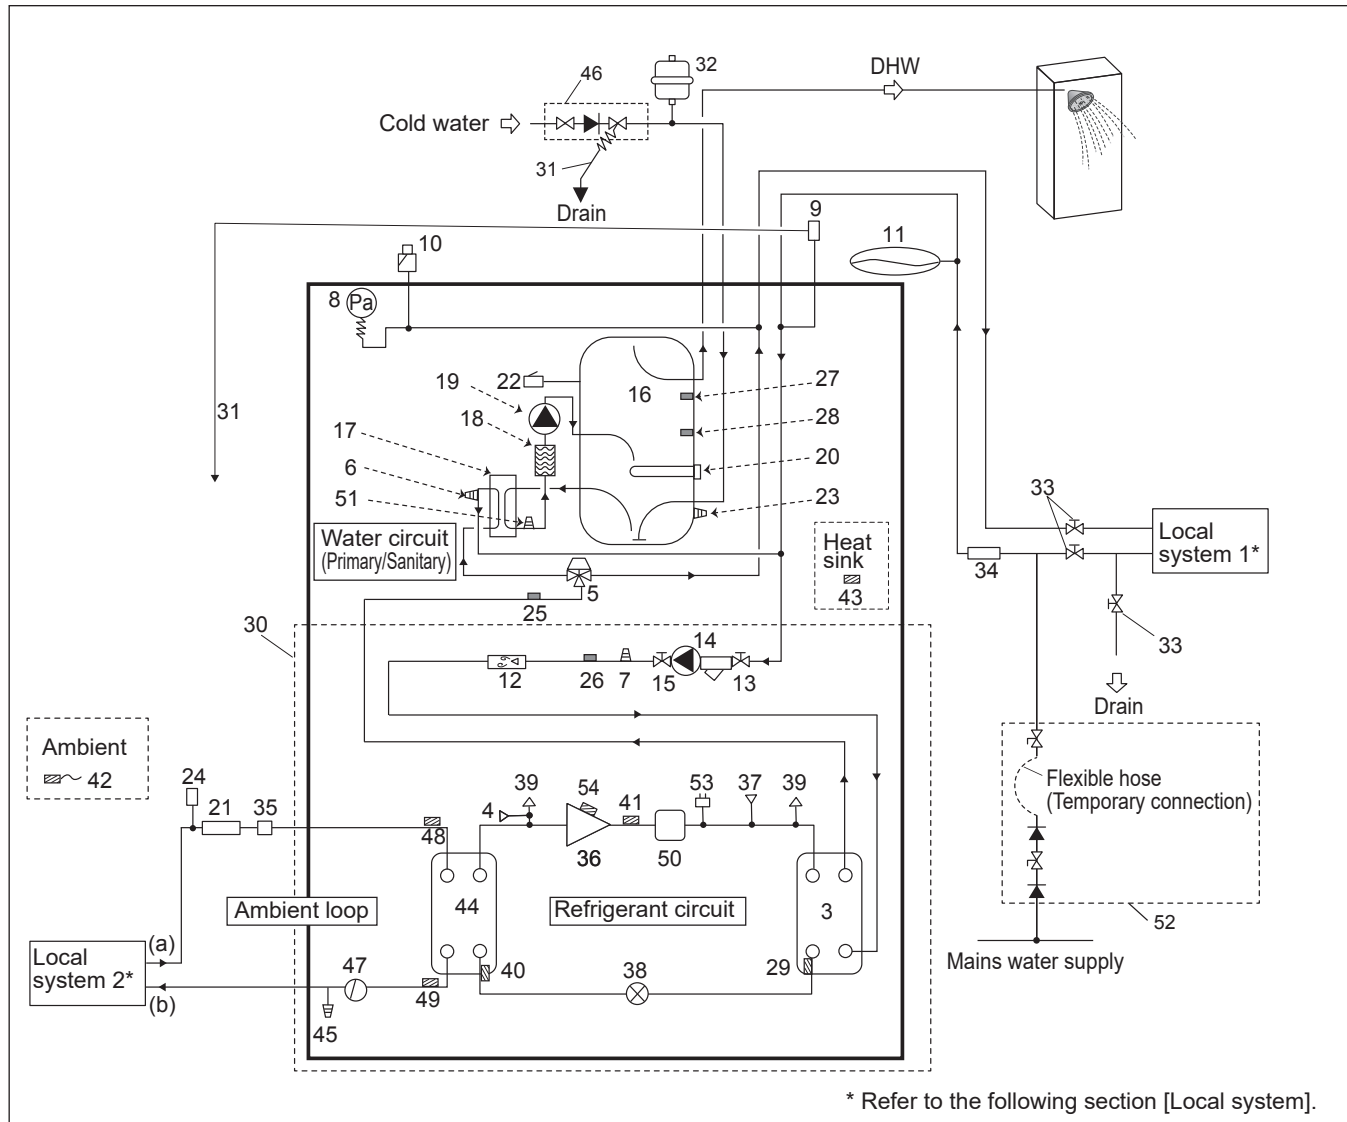 46
32
DHW
Cold water
31
Drain
9
10
11
8
Pa
22
16
27
19
28
18
31
17
20
6
51
23
33
Water circuit
(Primary/Sanitary)
Heat
sink
43
Local
system 1*
34
5
25
33
30
14
12
26
7
15
13
Drain
Ambient
42
Flexible hose
(Temporary connection)
24
39
54
53
37
39
21
35
4
41
48
36
50
44
3
52
Ambient loop
Refrigerant circuit
(a)
Local
system 2*
(b)
47
49
40
38
29
Mains water supply
45
* Refer to the following section [Local system].